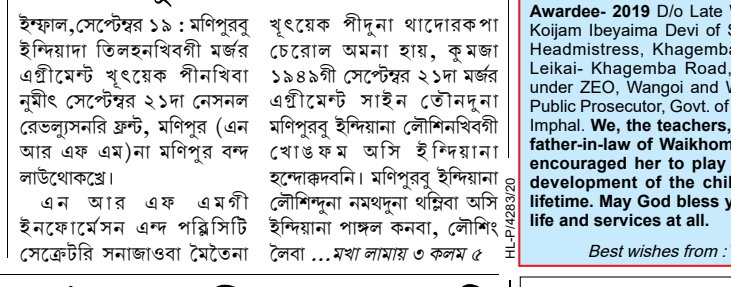 ইম্ফাল,সেপ্টেম্বর ১৯ : মণিপুরবু
ইন্দিয়াদা তিলহনখিবগী মর্জর
এগ্রীমেন্ট খূৎয়েক পীনখিবা
নুমীৎ সেপ্টেম্বর ২১দা নেসনল
রেভল্যুসনরি ফ্রন্ট, মণিপুর (এন
আর এফ এম)না মণিপুর বন্দ
লাউথোকখ্রে।
এন আর এফ এমগী
ইনফোর্মেসন এন্দ পব্লিসিটি
সেক্রেটরি সনাজাওবা মৈতৈনা
খূৎয়েক পীদুনা থাদোরকপা
চেরোল অমনা হায়, কুমজা
১৯৪৯গী সেপ্টেম্বর ২১দা মর্জর
এগ্রীমেন্ট সাইন তৌনদুনা
মণিপুরবু ইন্দিয়ানা লৌশিনখিবগী
খোঙফম অসি ইন্দিয়ানা
হন্দোক্কদবনি। মণিপুরবু ইন্দিয়ানা
লৌশিন্দুনা নমথদুনা থম্লিবা অসি
ইন্দিয়ানা পাঙ্গল কনবা, লৌশিং
লৈবা ...মখা লামায় ৩ কলম ৫
HL-P/4283/20
Awardee- 2019 D/o Late
Koijam Ibeyaima Devi of
Headmistress, Khagemba
Leikai- Khagemba Road,
under ZEO, Wangoi and
Public Prosecutor, Govt. of
Imphal. We, the teachers,
father-in-law of Waikhom
encouraged her to play
development of the chil
lifetime. May God bless y
life and services at all.
Best wishes from :